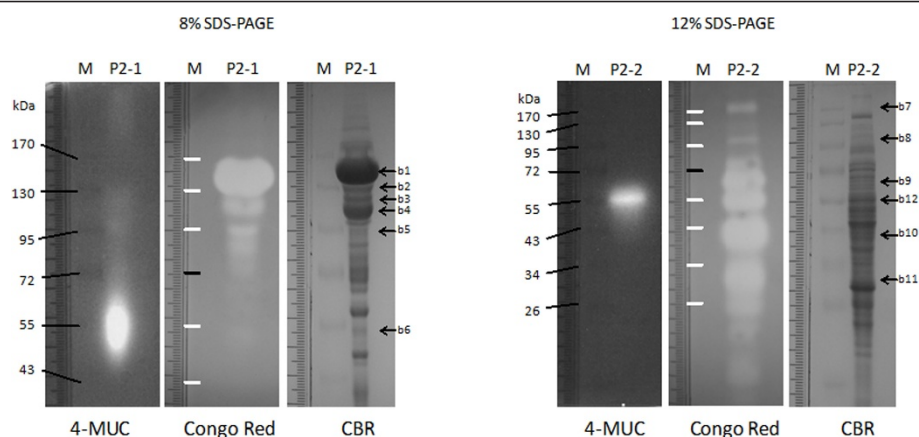 8% SDS-PAGE
12% SDS-PAGE
M P2-1
M P2-1
M P2-1
kDa
170
130
95
72
55
43
b1
b2
b3
b4
b5
b6
4-MUC
Congo Red
CBR
M P2-2
M P2-2
M P2-2
kDa
170
130
95
72
55
43
34
26
b7
b8
b9
b12
b10
b11
4-MUC
Congo Red
CBR